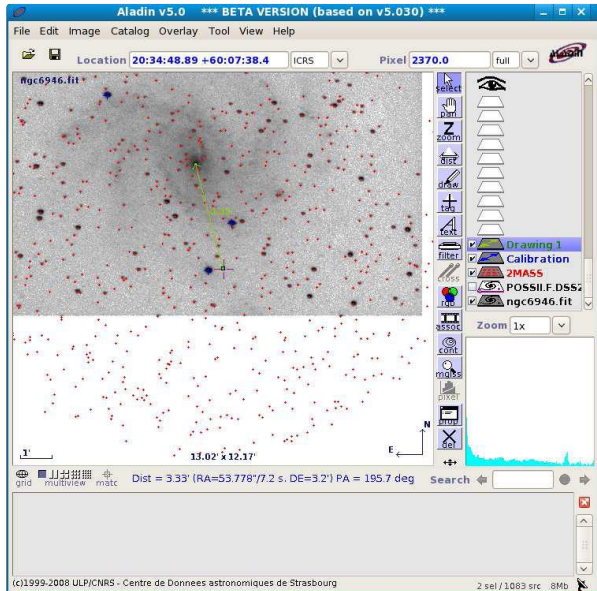 Aladin v5.0 *** BETA VERSION (based on v5.030) ***
File Edit Image Catalog Overlay Tool View Help
Location 20:34:48.89 +60:07:38.4 ICRS Pixel 2370.0 full Aladin
ngc6946.fit
select
pan
zoom
dist
draw
tag
text
filter
cross
rgb
assoc
cont
mglss
pixel
prop
del
Drawing 1
Calibration
2MASS
POSSII.F.DSS2
ngc6946.fit
Zoom 1x
N
E
1'
13.02' x 12.17'
grid multiview matc Dist = 3.33' (RA=53.778"/7.2 s. DE=3.2') PA = 195.7 deg Search
(c)1999-2008 ULP/CNRS - Centre de Donnees astronomiques de Strasbourg
2 sel / 1083 src 8Mb